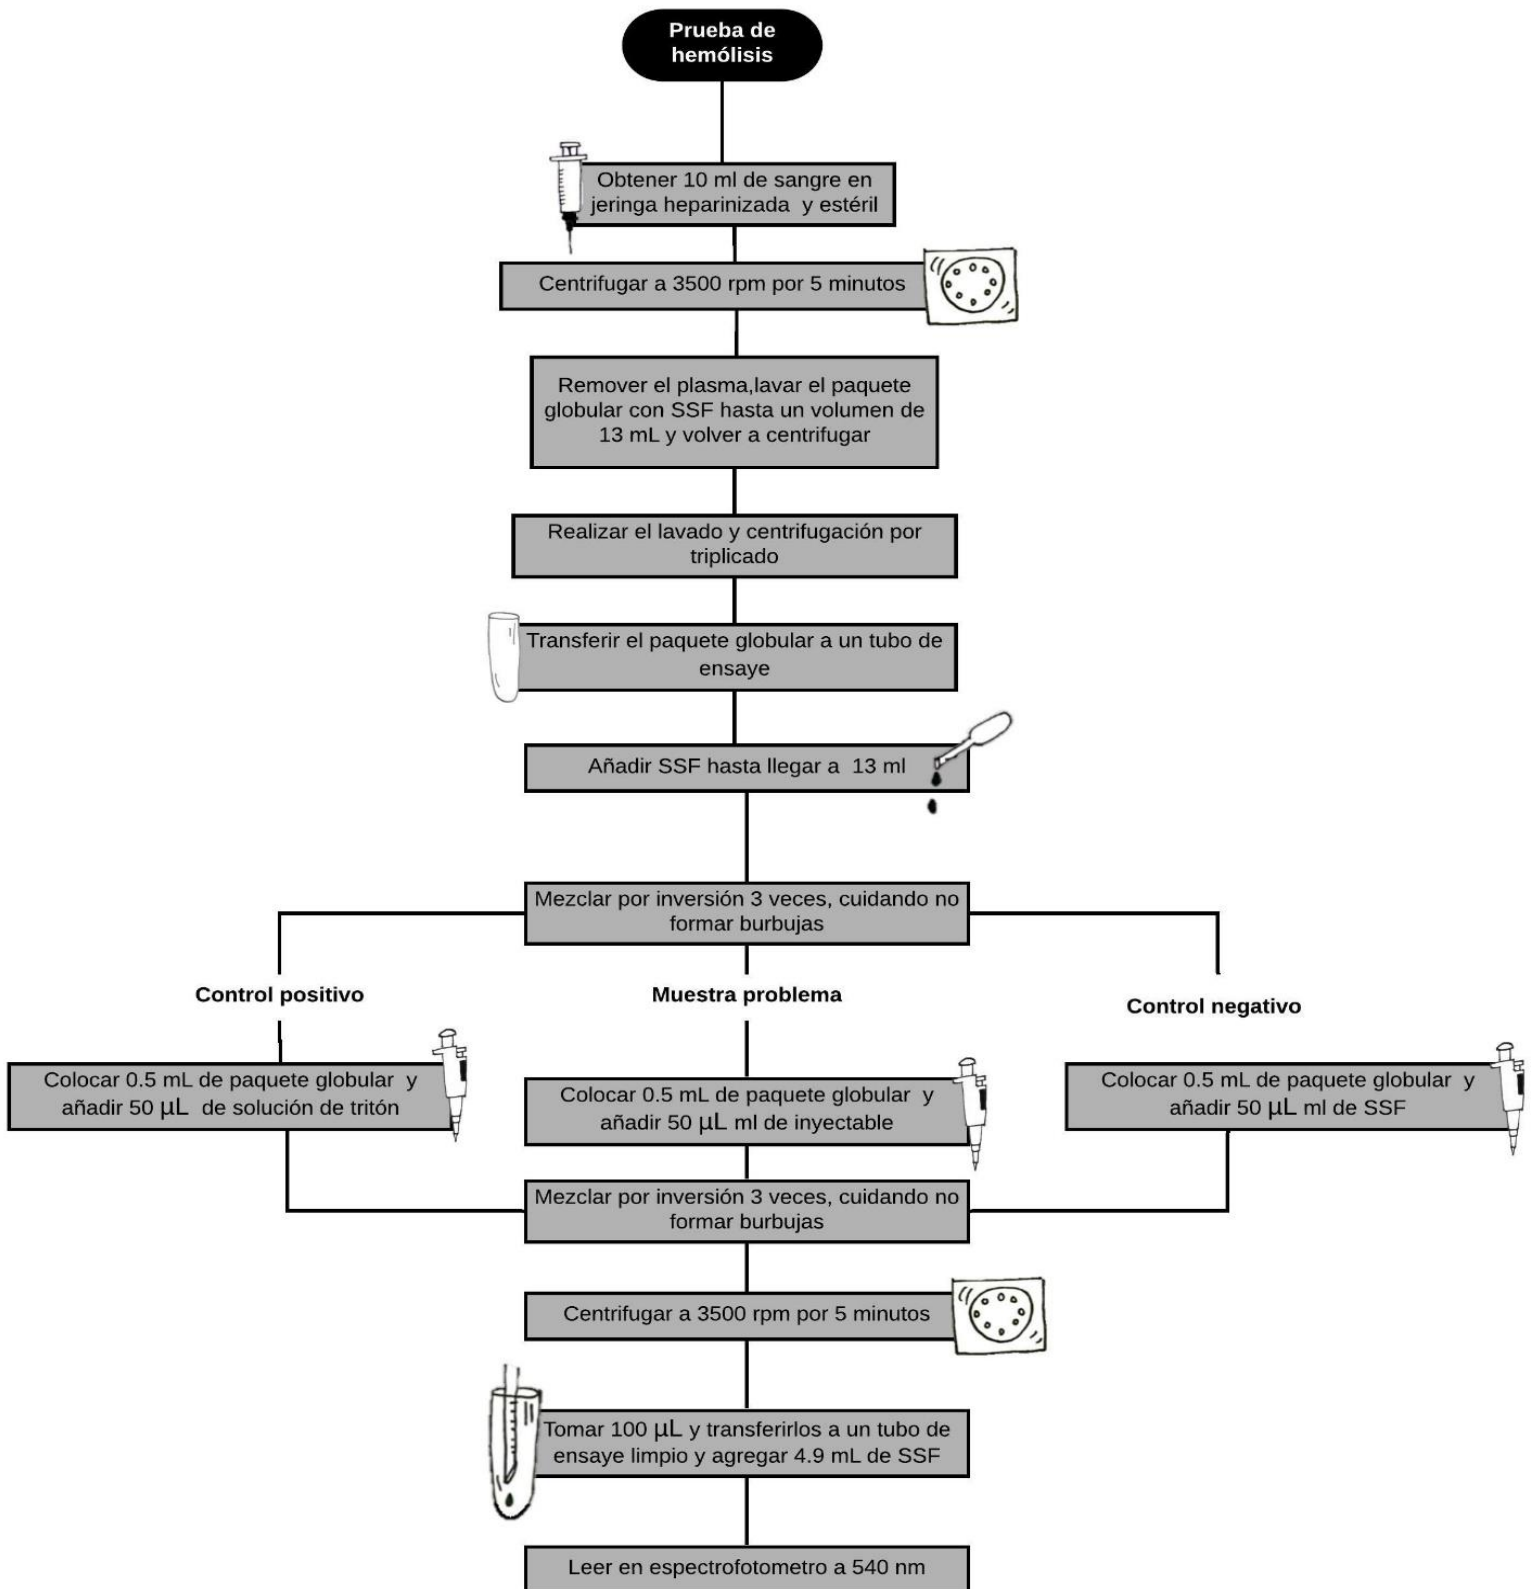 Prueba de
hemólisis
Obtener 10 ml de sangre en
jeringa heparinizada y estéril
Centrifugar a 3500 rpm por 5 minutos
Remover el plasma,lavar el paquete
globular con SSF hasta un volumen de
13 mL y volver a centrifugar
Realizar el lavado y centrifugación por
triplicado
Transferir el paquete globular a un tubo de
ensaye
Añadir SSF hasta llegar a 13 ml
Mezclar por inversión 3 veces, cuidando no
formar burbujas
Control positivo
Muestra problema
Control negativo
Colocar 0.5 mL de paquete globular y
añadir 50 µL de solución de tritón
Colocar 0.5 mL de paquete globular y
añadir 50 µL ml de inyectable
Colocar 0.5 mL de paquete globular y
añadir 50 µL ml de SSF
Mezclar por inversión 3 veces, cuidando no
formar burbujas
Centrifugar a 3500 rpm por 5 minutos
Tomar 100 µL y transferirlos a un tubo de
ensaye limpio y agregar 4.9 mL de SSF
Leer en espectrofotometro a 540 nm